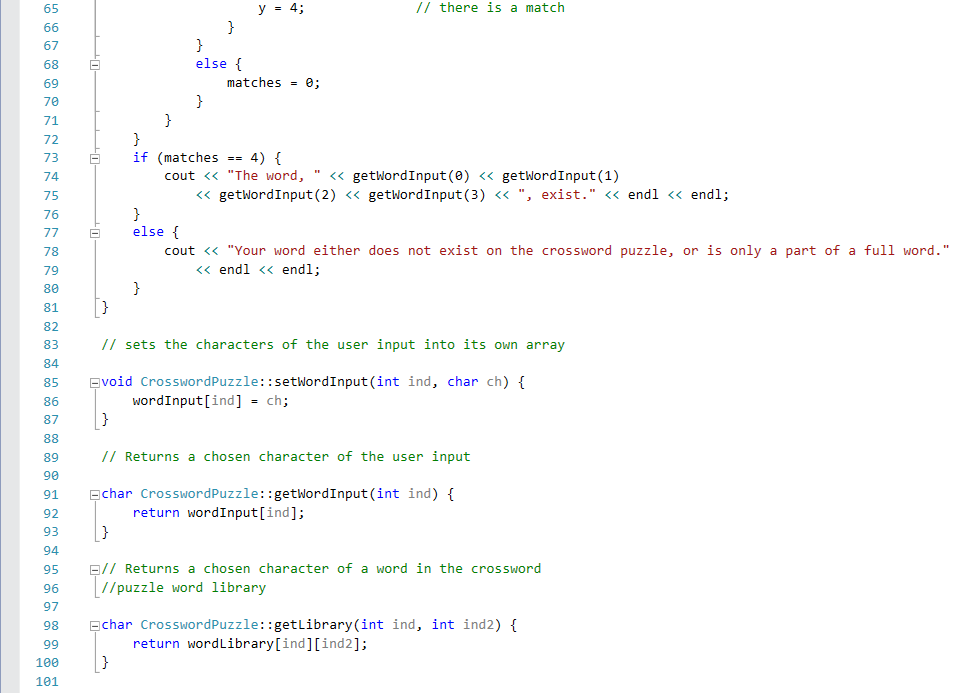 65 y = 4; // there is a match
66 }
67 }
68 else {
69 matches = 0;
70 }
71 }
72 }
73 if (matches == 4) {
74 cout << "The word, " << getWordInput(0) << getWordInput(1)
75 << getWordInput(2) << getWordInput(3) << ", exist." << endl << endl;
76 }
77 else {
78 cout << "Your word either does not exist on the crossword puzzle, or is only a part of a full word."
79 << endl << endl;
80 }
81 }
82
83 // sets the characters of the user input into its own array
84
85 void CrosswordPuzzle::setWordInput(int ind, char ch) {
86 wordInput[ind] = ch;
87 }
88
89 // Returns a chosen character of the user input
90
91 char CrosswordPuzzle::getWordInput(int ind) {
92 return wordInput[ind];
93 }
94
95 // Returns a chosen character of a word in the crossword
96 //puzzle word library
97
98 char CrosswordPuzzle::getLibrary(int ind, int ind2) {
99 return wordLibrary[ind][ind2];
100 }
101